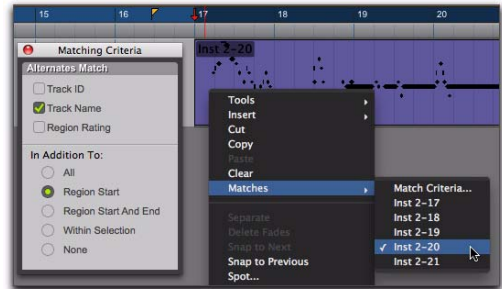 15 16 17 18 19 20
Matching Criteria
Alternates Match
Track ID
Track Name
Region Rating
In Addition To:
All
Region Start
Region Start And End
Within Selection
None
Inst 2-20
Tools
Insert
Cut
Copy
Paste
Clear
Matches
Separate
Delete Fades
Snap to Next
Snap to Previous
Spot...
Match Criteria...
Inst 2-17
Inst 2-18
Inst 2-19
✓ Inst 2-20
Inst 2-21